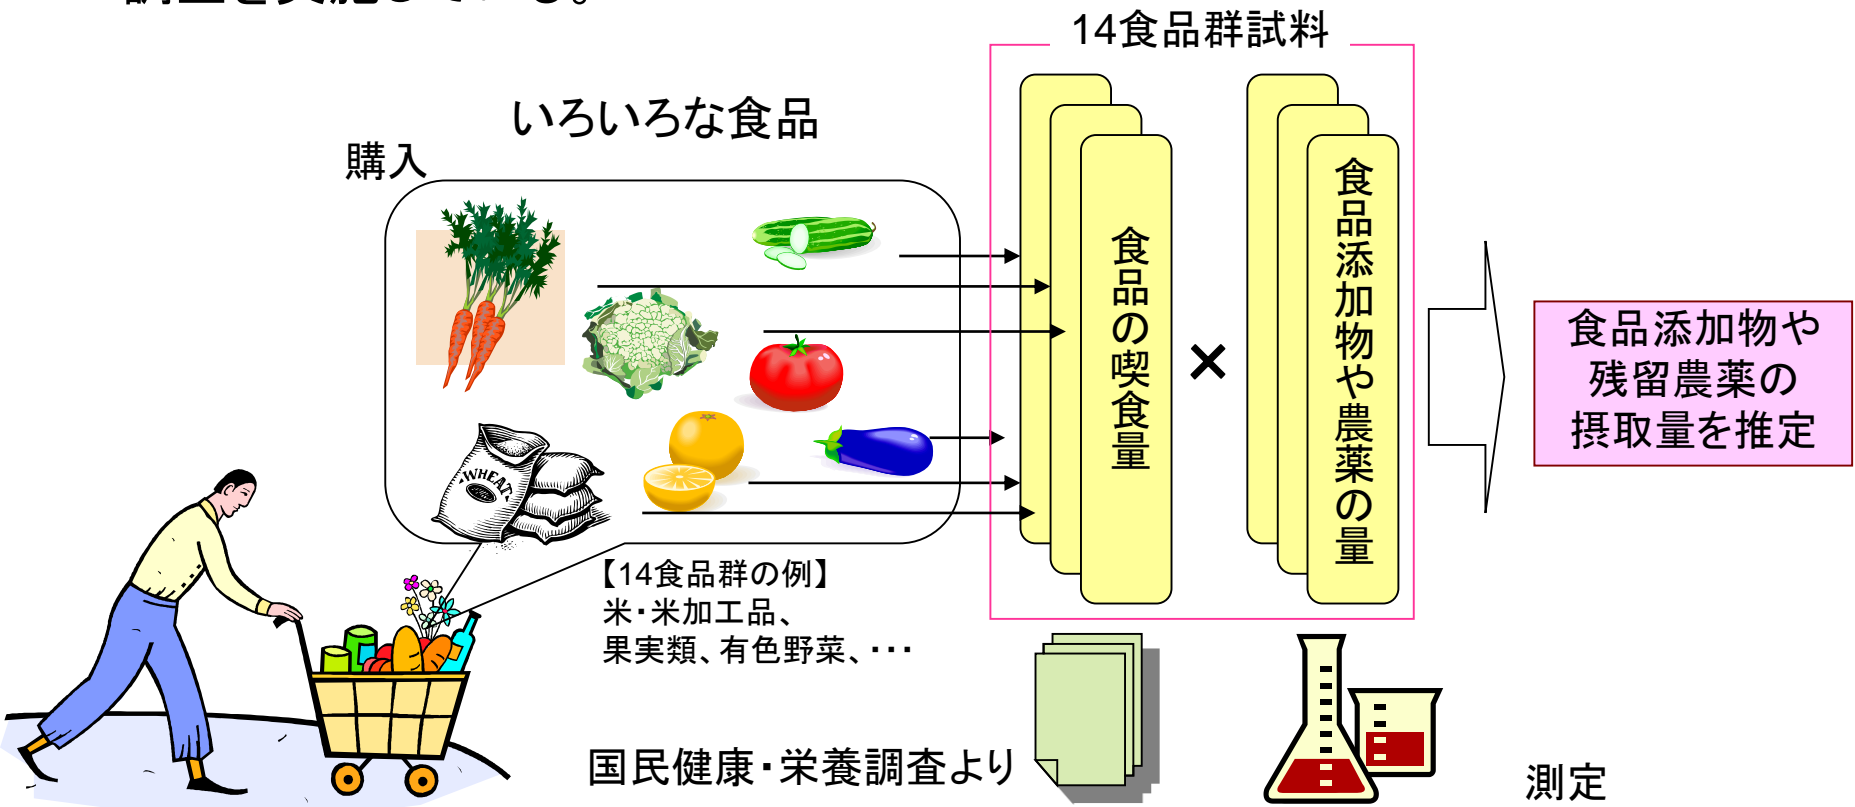 14食品群試料
いろいろな食品
購入
WHEAT
食品の喫食量
×
食品添加物や農薬の量
食品添加物や
残留農薬の
摂取量を推定
【14食品群の例】
米・米加工品、
果実類、有色野菜、・・・
国民健康・栄養調査より
測定